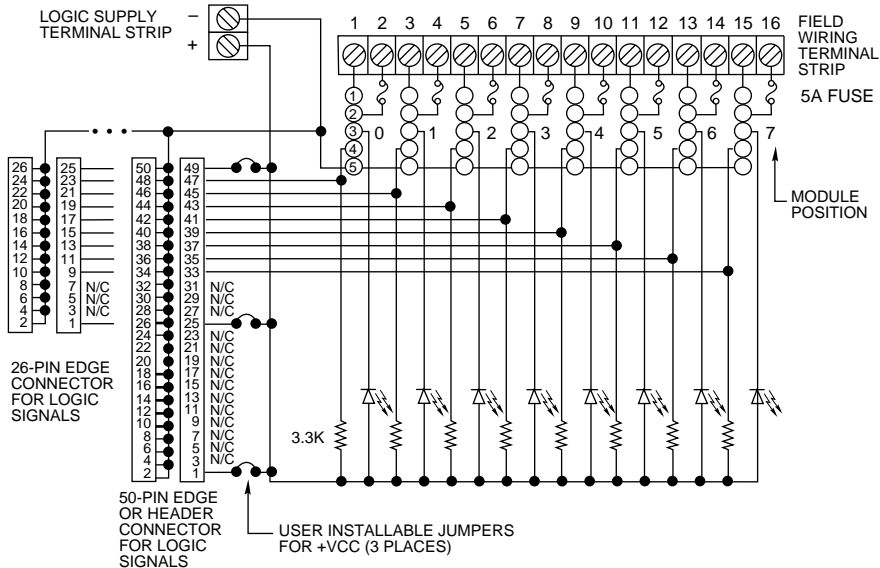 LOGIC SUPPLY
TERMINAL STRIP
−
+
1 2 3 4 5 6 7 8 9 10 11 12 13 14 15 16
FIELD
WIRING
TERMINAL
STRIP
5A FUSE
1
2
3
4
5
0 1 2 3 4 5 6 7
MODULE
POSITION
26 25
24 23
22 21
20 19
18 17
16 15
14 13
12 11
10 9
8 7 N/C
6 5 N/C
4 3 N/C
2 1
26-PIN EDGE
CONNECTOR
FOR LOGIC
SIGNALS
50 49
48 47
46 45
44 43
42 41
40 39
38 37
36 35
34 33
32 31 N/C
30 29 N/C
28 27 N/C
26 25
24 23 N/C
22 21 N/C
20 19 N/C
18 17 N/C
16 15 N/C
14 13 N/C
12 11 N/C
10 9 N/C
8 7 N/C
6 5 N/C
4 3 N/C
2 1
3.3K
50-PIN EDGE
OR HEADER
CONNECTOR
FOR LOGIC
SIGNALS
USER INSTALLABLE JUMPERS
FOR +VCC (3 PLACES)